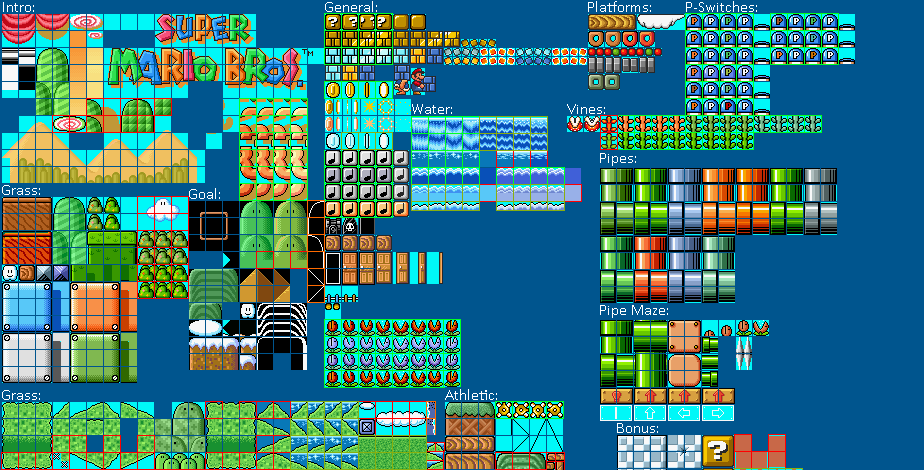 Intro:
General:
Platforms:
P-Switches:
SUPER
MARIO BROS.™
Water:
Vines:
Pipes:
Grass:
Goal:
Pipe Maze:
Grass:
Athletic:
Bonus: